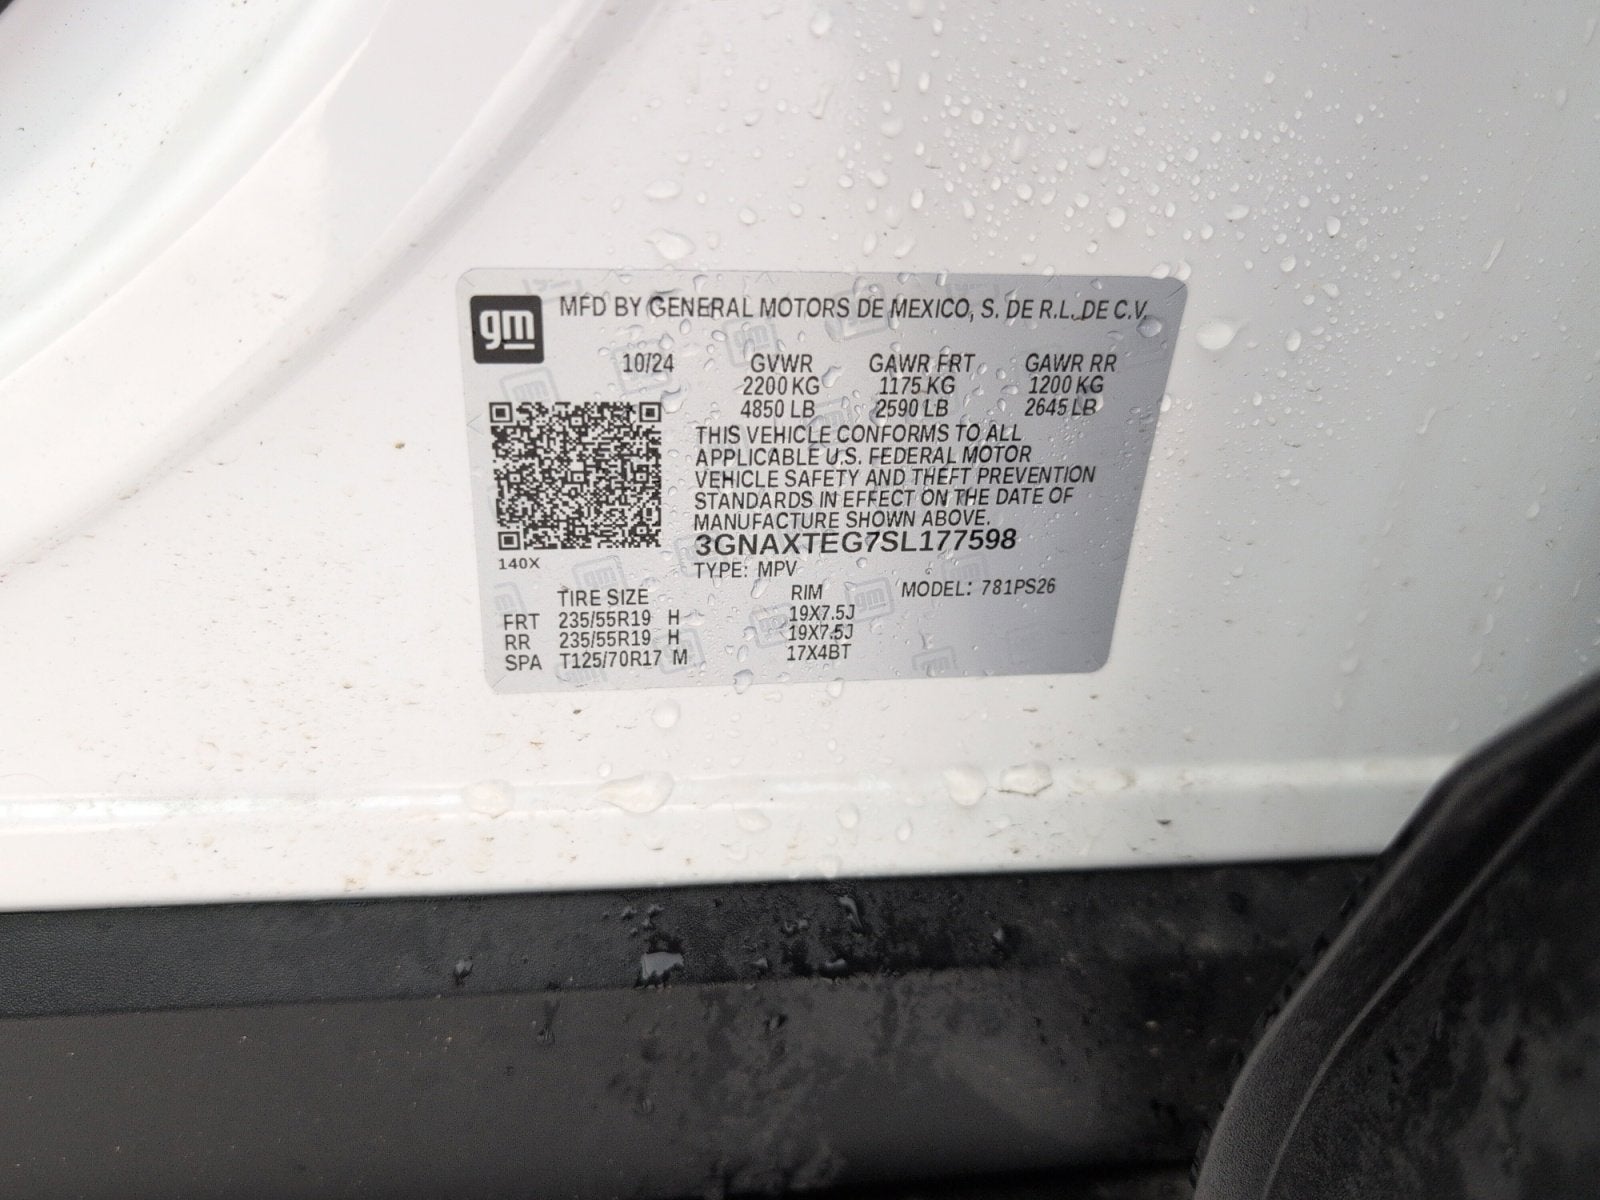 gm
MFD BY GENERAL MOTORS DE MEXICO, S. DE R.L. DE C.V.
10/24 GVWR GAWR FRT GAWR RR
2200 KG 1175 KG 1200 KG
4850 LB 2590 LB 2645 LB
THIS VEHICLE CONFORMS TO ALL
APPLICABLE U.S. FEDERAL MOTOR
VEHICLE SAFETY AND THEFT PREVENTION
STANDARDS IN EFFECT ON THE DATE OF
MANUFACTURE SHOWN ABOVE.
3GNAXTEG7SL177598
140X
TYPE: MPV
TIRE SIZE RIM MODEL: 781PS26
FRT 235/55R19 H 19X7.5J
RR 235/55R19 H 19X7.5J
SPA T125/70R17 M 17X4BT